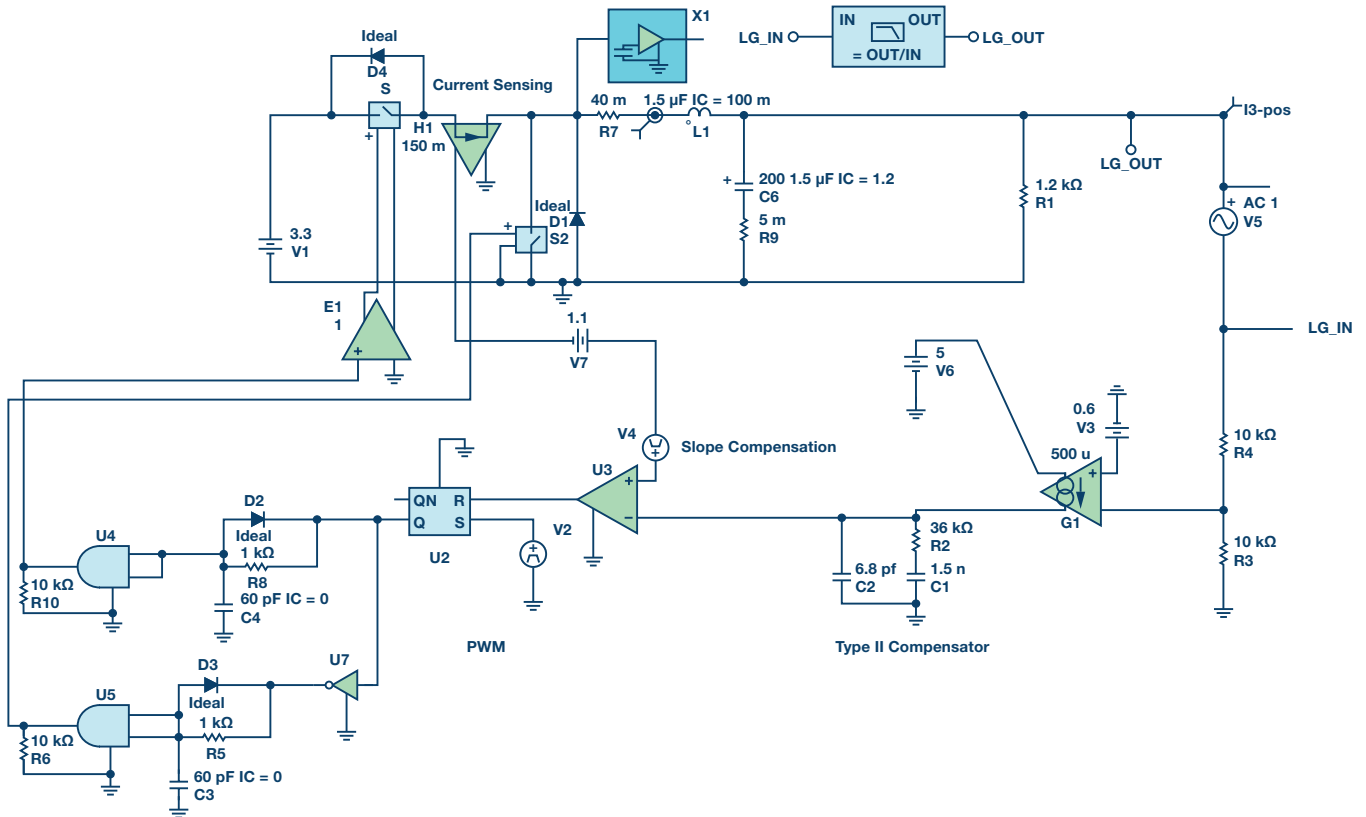 X1
IN OUT
= OUT/IN
LG_IN
LG_OUT
Ideal
D4
S
Current Sensing
+
H1
150 m
40 m
R7
1.5 µF IC = 100 m
L1
I3-pos
LG_OUT
+
200 1.5 µF IC = 1.2
C6
5 m
R9
1.2 kΩ
R1
+ AC 1
V5
Ideal
D1
+
S2
3.3
V1
E1
1
+
1.1
V7
LG_IN
5
V6
0.6
V3
500 u
+
G1
10 kΩ
R4
10 kΩ
R3
V4
+
Slope Compensation
U3
+
–
QN R
Q S
U2
V2
+
36 kΩ
R2
6.8 pf
C2
1.5 n
C1
D2
Ideal
1 kΩ
R8
U4
10 kΩ
R10
60 pF IC = 0
C4
PWM
Type II Compensator
U7
D3
Ideal
1 kΩ
R5
U5
10 kΩ
R6
60 pF IC = 0
C3